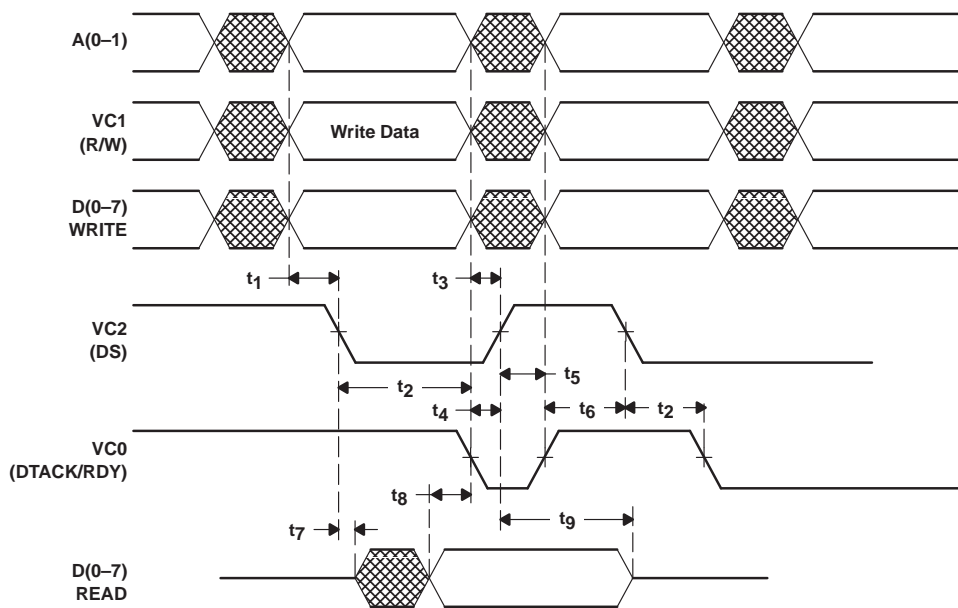 A(0–1)
VC1
(R/W)
Write Data
D(0–7)
WRITE
t1
t3
VC2
(DS)
t2
t5
t4
t6
t2
VC0
(DTACK/RDY)
t8
t7
t9
D(0–7)
READ